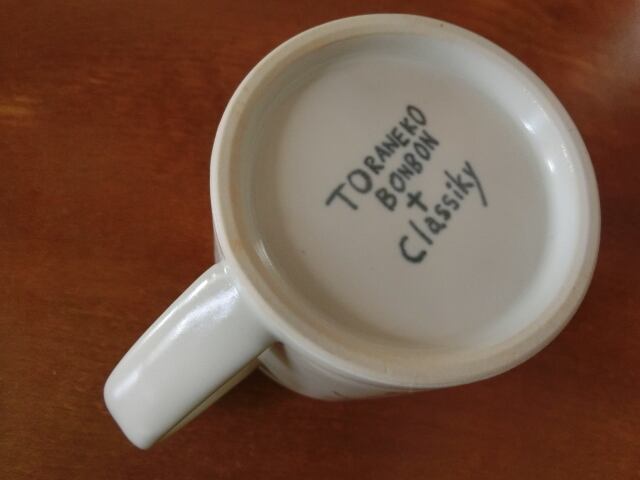 TORANEKO
BONBON
+
Classiky